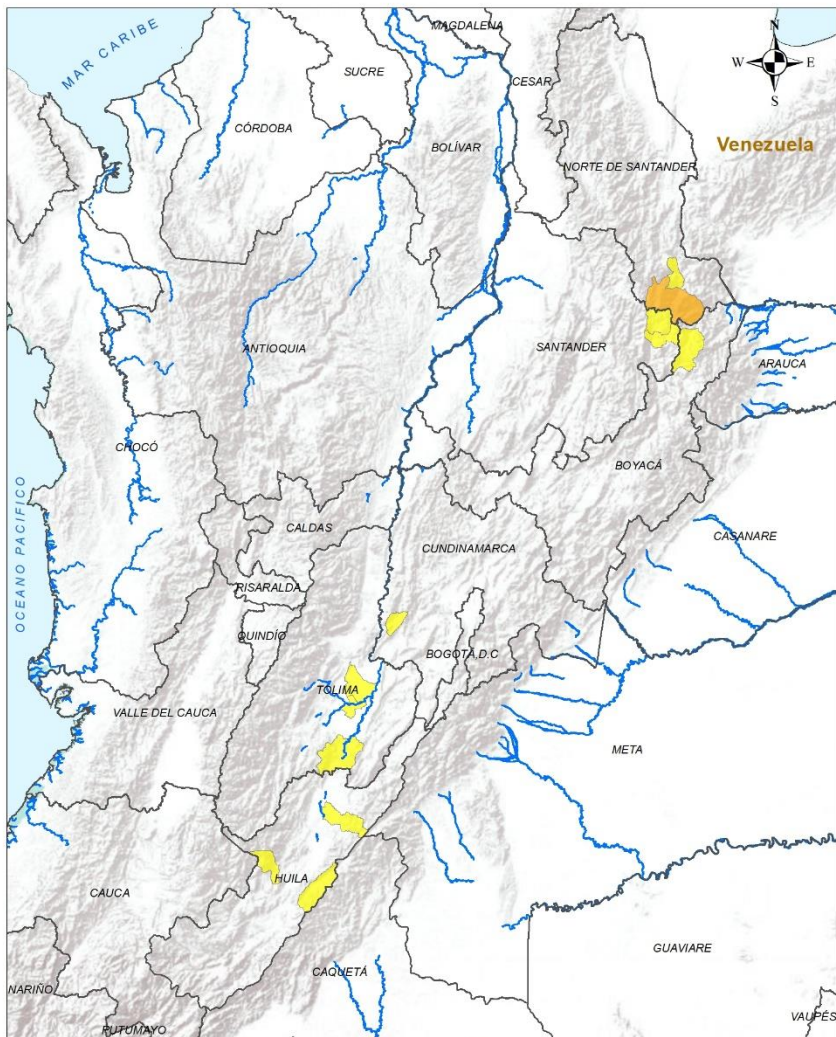 MAGDALENA
N
MAR CARIBE
W
E
SUCRE
CESAR
S
CÓRDOBA
BOLÍVAR
Venezuela
NORTE DE SANTANDER
ANTIOQUIA
SANTANDER
ARAUCA
CHOCÓ
BOYACÁ
OCEANO PACIFICO
CALDAS
CUNDINAMARCA
CASANARE
RISARALDA
QUINDÍO
BOGOTÁ, D.C
TOLIMA
VALLE DEL CAUCA
META
HUILA
CAUCA
GUAVIARE
CAQUETÁ
NARIÑO
VAUPÉS
PUTUMAYO